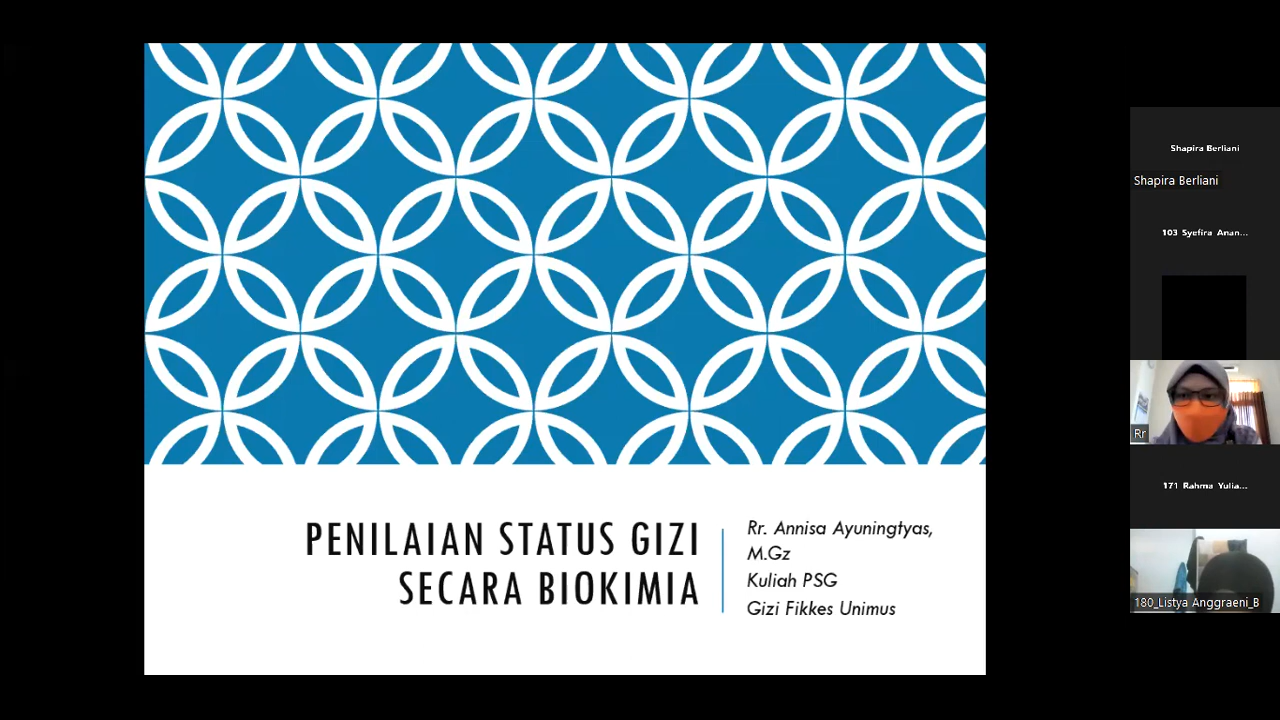 PENILAIAN STATUS GIZI
SECARA BIOKIMIA
Rr. Annisa Ayuningtyas,
M.Gz
Kuliah PSG
Gizi Fikkes Unimus
Shapira Berliani
Shapira Berliani
103 Syefira Anan...
Rr
171 Rahma Yulia...
180_Listya Anggraeni_B